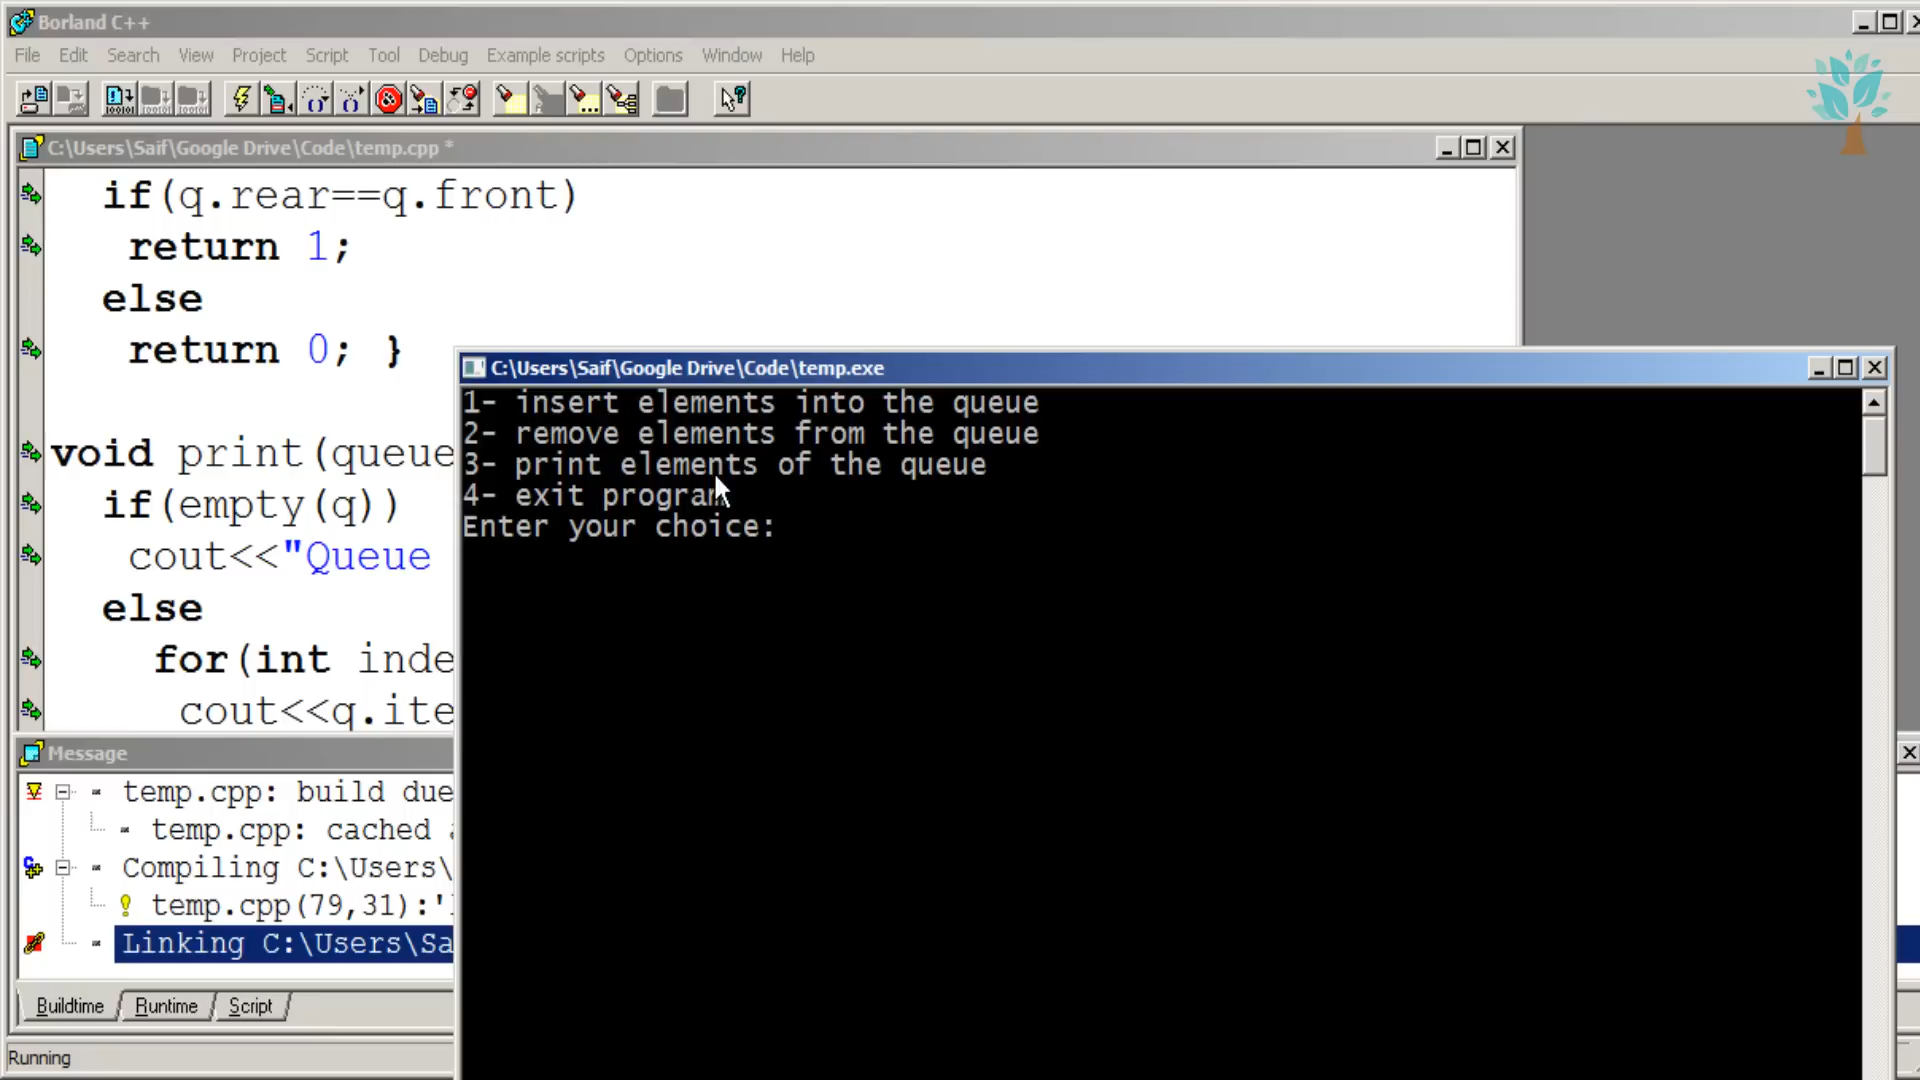 Borland C++
File Edit Search View Project Script Tool Debug Example scripts Options Window Help
C:\Users\Saif\Google Drive\Code\temp.cpp *
if(q.rear==q.front)
return 1;
else
return 0; }
void print(queue
if(empty(q))
cout<<"Queue
else
for(int inde
cout<<q.ite
C:\Users\Saif\Google Drive\Code\temp.exe
1- insert elements into the queue
2- remove elements from the queue
3- print elements of the queue
4- exit program
Enter your choice:
Message
temp.cpp: build due
temp.cpp: cached
Compiling C:\Users\
temp.cpp(79,31):'
Linking C:\Users\Sa
Buildtime Runtime Script
Running